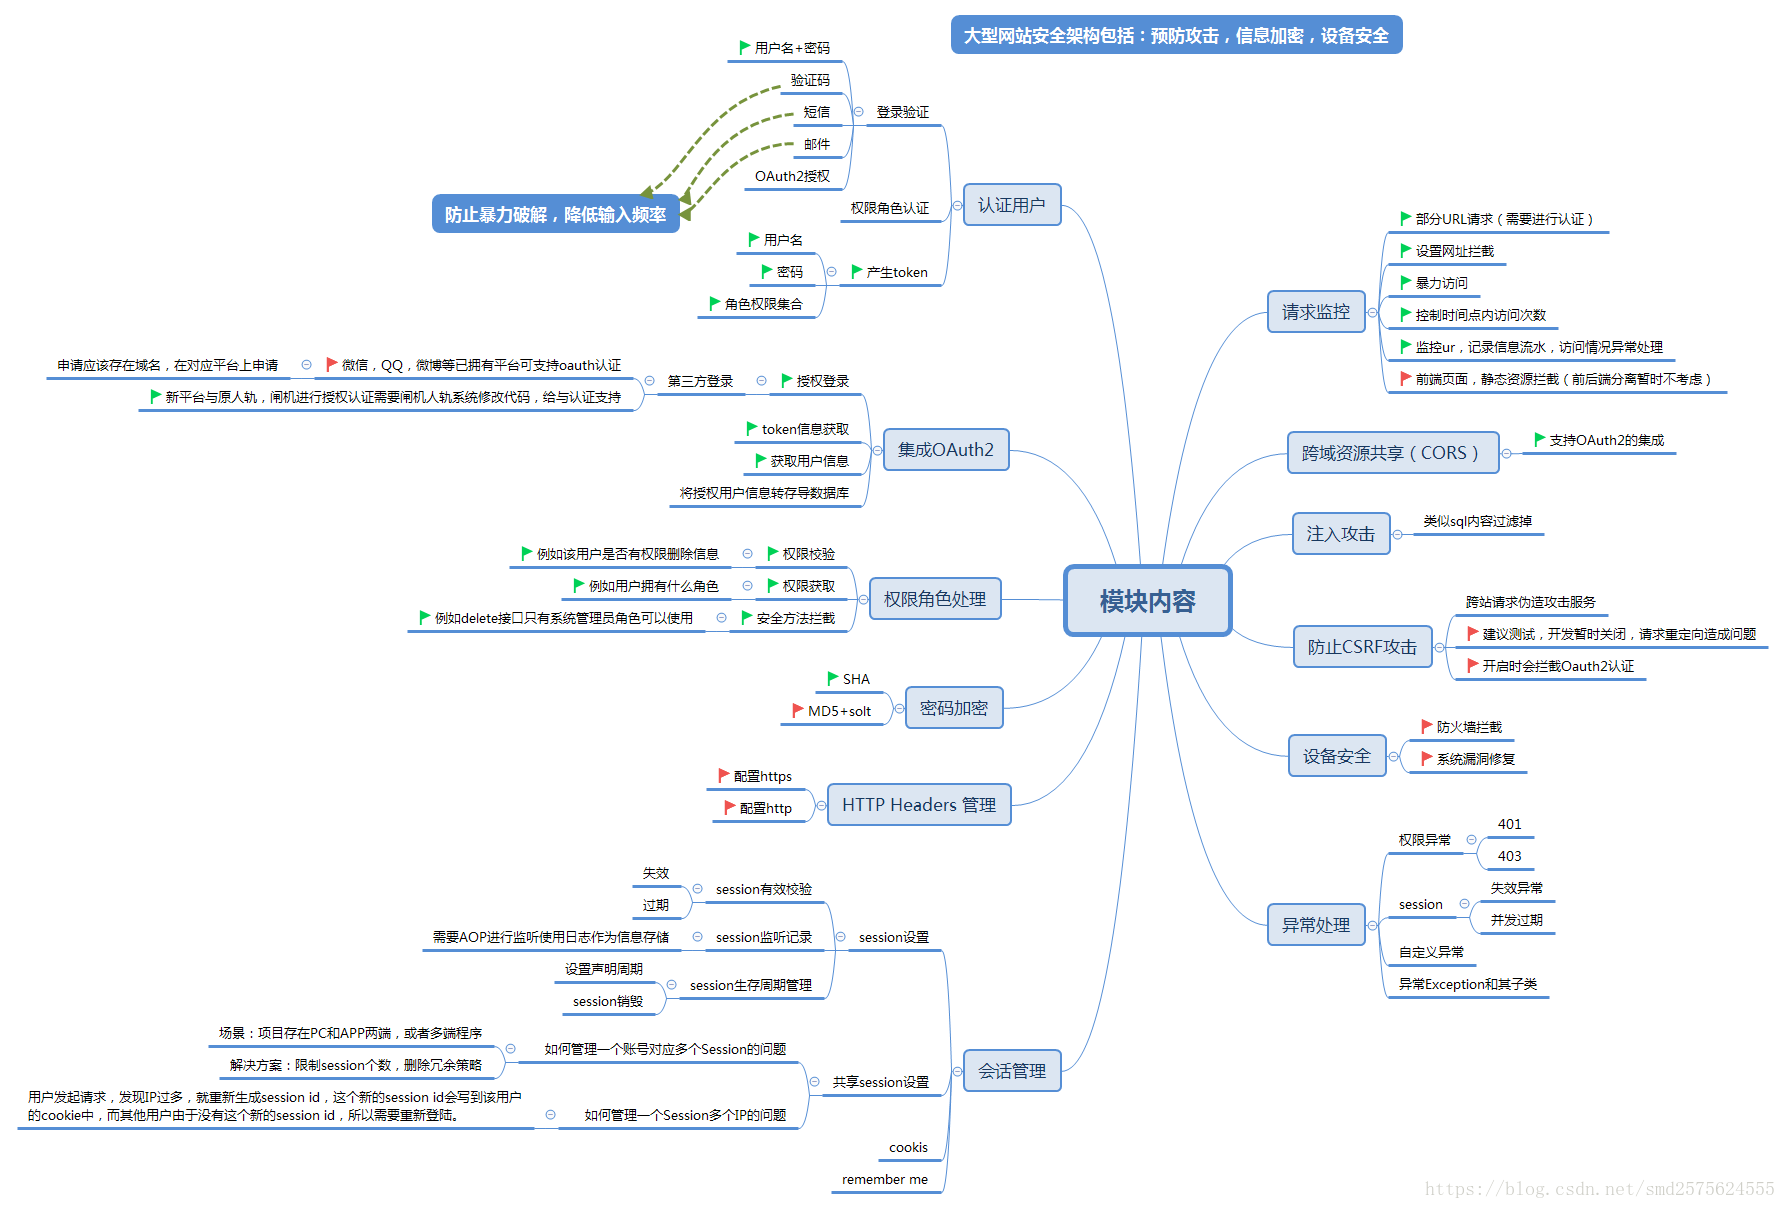 大型网站安全架构包括：预防攻击，信息加密，设备安全
模块内容
认证用户
登录验证
用户名+密码
验证码
短信
邮件
OAuth2授权
防止暴力破解，降低输入频率
权限角色认证
产生token
用户名
密码
角色权限集合
集成OAuth2
授权登录
第三方登录
微信，QQ，微博等已拥有平台可支持oauth认证
申请应该存在域名，在对应平台上申请
新平台与原人轨，闸机进行授权认证需要闸机人轨系统修改代码，给与认证支持
token信息获取
获取用户信息
将授权用户信息转存导数据库
权限角色处理
权限校验
例如该用户是否有权限删除信息
权限获取
例如用户拥有什么角色
安全方法拦截
例如delete接口只有系统管理员角色可以使用
密码加密
SHA
MD5+solt
HTTP Headers 管理
配置https
配置http
会话管理
session设置
session有效校验
失效
过期
session监听记录
需要AOP进行监听使用日志作为信息存储
session生存周期管理
设置声明周期
session销毁
共享session设置
如何管理一个账号对应多个Session的问题
场景：项目存在PC和APP两端，或者多端程序
解决方案：限制session个数，删除冗余策略
如何管理一个Session多个IP的问题
用户发起请求，发现IP过多，就重新生成session id，这个新的session id会写到该用户
的cookie中，而其他用户由于没有这个新的session id，所以需要重新登陆。
cookis
remember me
请求监控
部分URL请求（需要进行认证）
设置网址拦截
暴力访问
控制时间点内访问次数
监控ur，记录信息流水，访问情况异常处理
前端页面，静态资源拦截（前后端分离暂时不考虑）
跨域资源共享（CORS）
支持OAuth2的集成
注入攻击
类似sql内容过滤掉
防止CSRF攻击
跨站请求伪造攻击服务
建议测试，开发暂时关闭，请求重定向造成问题
开启时会拦截Oauth2认证
设备安全
防火墙拦截
系统漏洞修复
异常处理
权限异常
401
403
session
失效异常
并发过期
自定义异常
异常Exception和其子类
https://blog.csdn.net/smd2575624555